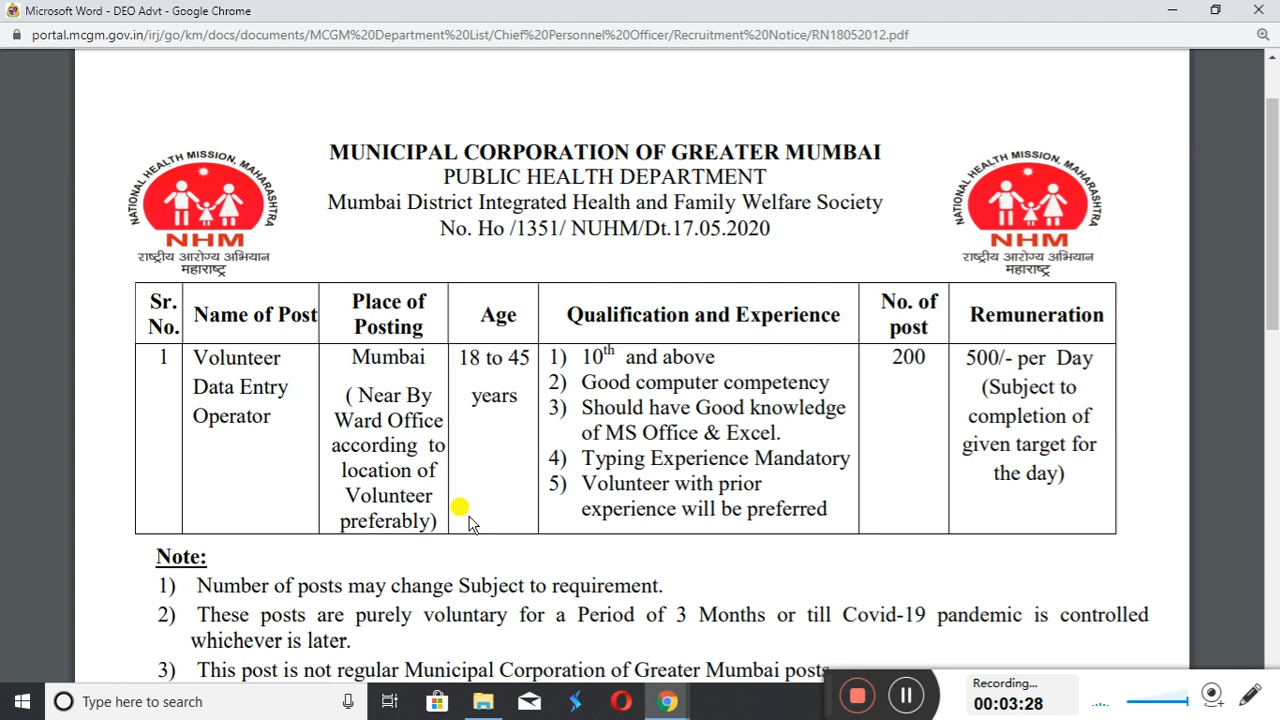 Microsoft Word - DEO Advt - Google Chrome
portal.mcgm.gov.in/irj/go/km/docs/documents/MCGM%20Department%20List/Chief%20Personnel%20Officer/Recruitment%20Notice/RN18052012.pdf
MUNICIPAL CORPORATION OF GREATER MUMBAI
PUBLIC HEALTH DEPARTMENT
Mumbai District Integrated Health and Family Welfare Society
No. Ho /1351/ NUHM/Dt.17.05.2020
NATIONAL HEALTH MISSION, MAHARASHTRA
NHM
राष्ट्रीय आरोग्य अभियान
महाराष्ट्र
NATIONAL HEALTH MISSION, MAHARASHTRA
NHM
राष्ट्रीय आरोग्य अभियान
महाराष्ट्र
Sr. No.
Name of Post
Place of Posting
Age
Qualification and Experience
No. of post
Remuneration
1
Volunteer
Data Entry
Operator
Mumbai
( Near By
Ward Office
according to
location of
Volunteer
preferably)
18 to 45
years
1) 10th and above
2) Good computer competency
3) Should have Good knowledge
of MS Office & Excel.
4) Typing Experience Mandatory
5) Volunteer with prior
experience will be preferred
200
500/- per Day
(Subject to
completion of
given target for
the day)
Note:
1) Number of posts may change Subject to requirement.
2) These posts are purely voluntary for a Period of 3 Months or till Covid-19 pandemic is controlled
whichever is later.
3) This post is not regular Municipal Corporation of Greater Mumbai posts
Type here to search
Recording...
00:03:28